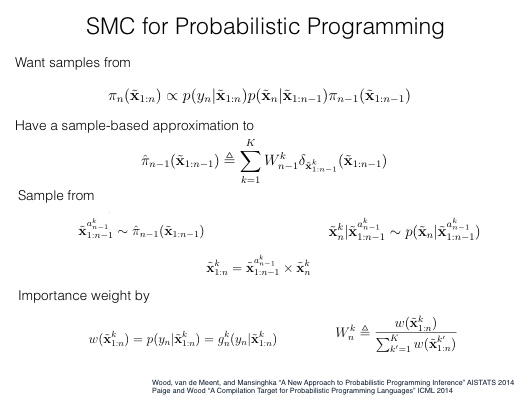 SMC for Probabilistic Programming
Want samples from
$\pi_n(\tilde{\mathbf{x}}_{1:n}) \propto p(y_n|\tilde{\mathbf{x}}_{1:n})p(\tilde{\mathbf{x}}_n|\tilde{\mathbf{x}}_{1:n-1})\pi_{n-1}(\tilde{\mathbf{x}}_{1:n-1})$
Have a sample-based approximation to
$\hat{\pi}_{n-1}(\tilde{\mathbf{x}}_{1:n-1}) \triangleq \sum_{k=1}^{K} W_{n-1}^k \delta_{\tilde{\mathbf{x}}_{1:n-1}^k}(\tilde{\mathbf{x}}_{1:n-1})$
Sample from
$\tilde{\mathbf{x}}_{1:n-1}^{a_{n-1}^k} \sim \hat{\pi}_{n-1}(\tilde{\mathbf{x}}_{1:n-1})$ $\tilde{\mathbf{x}}_n^k|\tilde{\mathbf{x}}_{1:n-1}^{a_{n-1}^k} \sim p(\tilde{\mathbf{x}}_n|\tilde{\mathbf{x}}_{1:n-1}^{a_{n-1}^k})$
$\tilde{\mathbf{x}}_{1:n}^k = \tilde{\mathbf{x}}_{1:n-1}^{a_{n-1}^k} \times \tilde{\mathbf{x}}_n^k$
Importance weight by
$w(\tilde{\mathbf{x}}_{1:n}^k) = p(y_n|\tilde{\mathbf{x}}_{1:n}^k) = g_n^k(y_n|\tilde{\mathbf{x}}_{1:n}^k)$ $W_n^k \triangleq \frac{w(\tilde{\mathbf{x}}_{1:n}^k)}{\sum_{k'=1}^{K} w(\tilde{\mathbf{x}}_{1:n}^{k'})}$
Wood, van de Meent, and Mansinghka "A New Approach to Probabilistic Programming Inference" AISTATS 2014
Paige and Wood "A Compilation Target for Probabilistic Programming Languages" ICML 2014